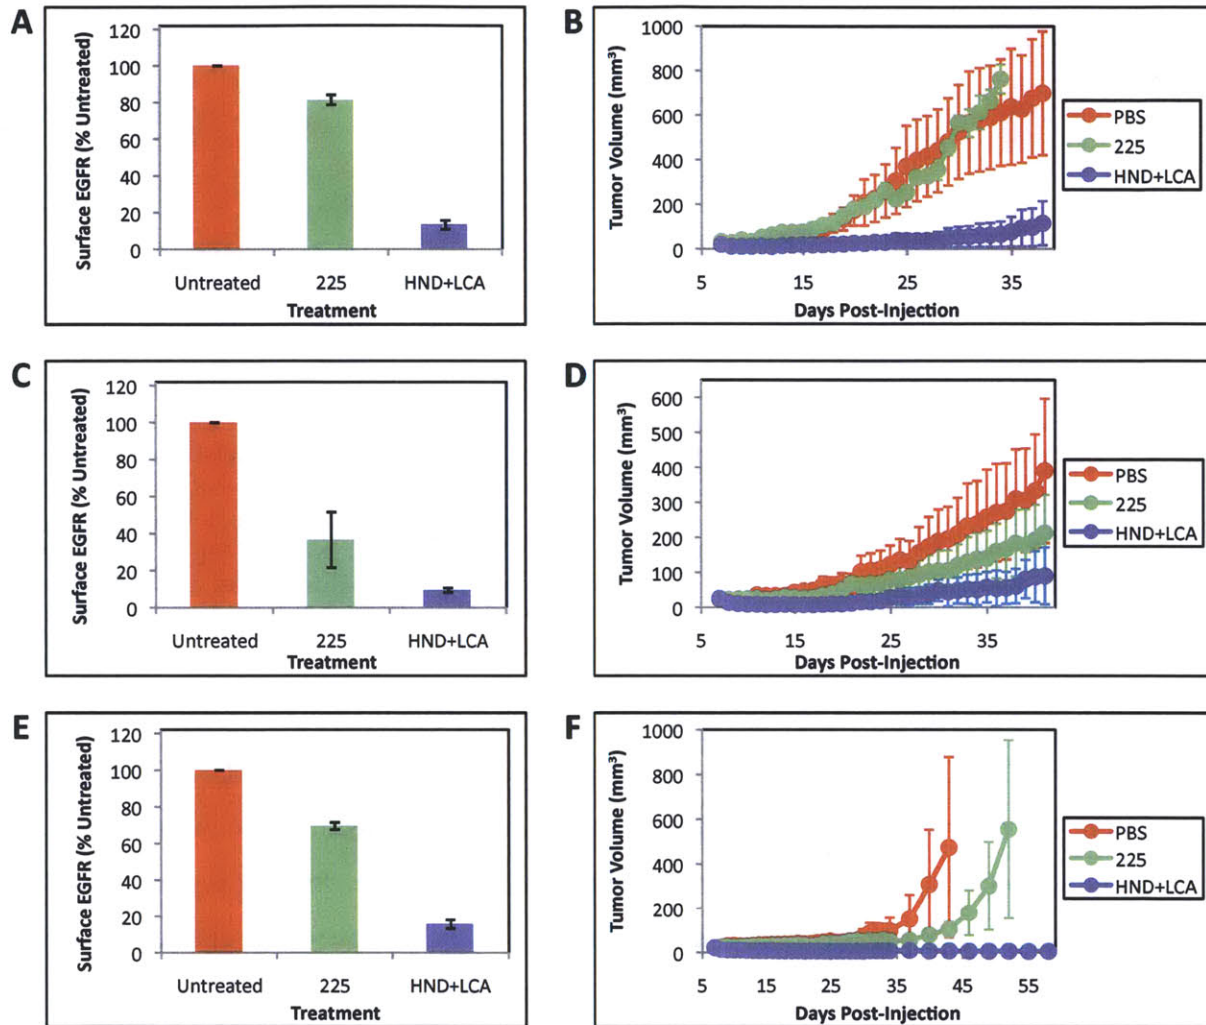 A
Surface EGFR (% Untreated)
120
100
80
60
40
20
0
Untreated
225
HND+LCA
Treatment
B
Tumor Volume (mm³)
1000
800
600
400
200
0
5
15
25
35
Days Post-Injection
PBS
225
HND+LCA
C
Surface EGFR (% Untreated)
120
100
80
60
40
20
0
Untreated
225
HND+LCA
Treatment
D
Tumor Volume (mm³)
600
500
400
300
200
100
0
5
15
25
35
Days Post-Injection
PBS
225
HND+LCA
E
Surface EGFR (% Untreated)
120
100
80
60
40
20
0
Untreated
225
HND+LCA
Treatment
F
Tumor Volume (mm³)
1000
800
600
400
200
0
5
15
25
35
45
55
Days Post-Injection
PBS
225
HND+LCA